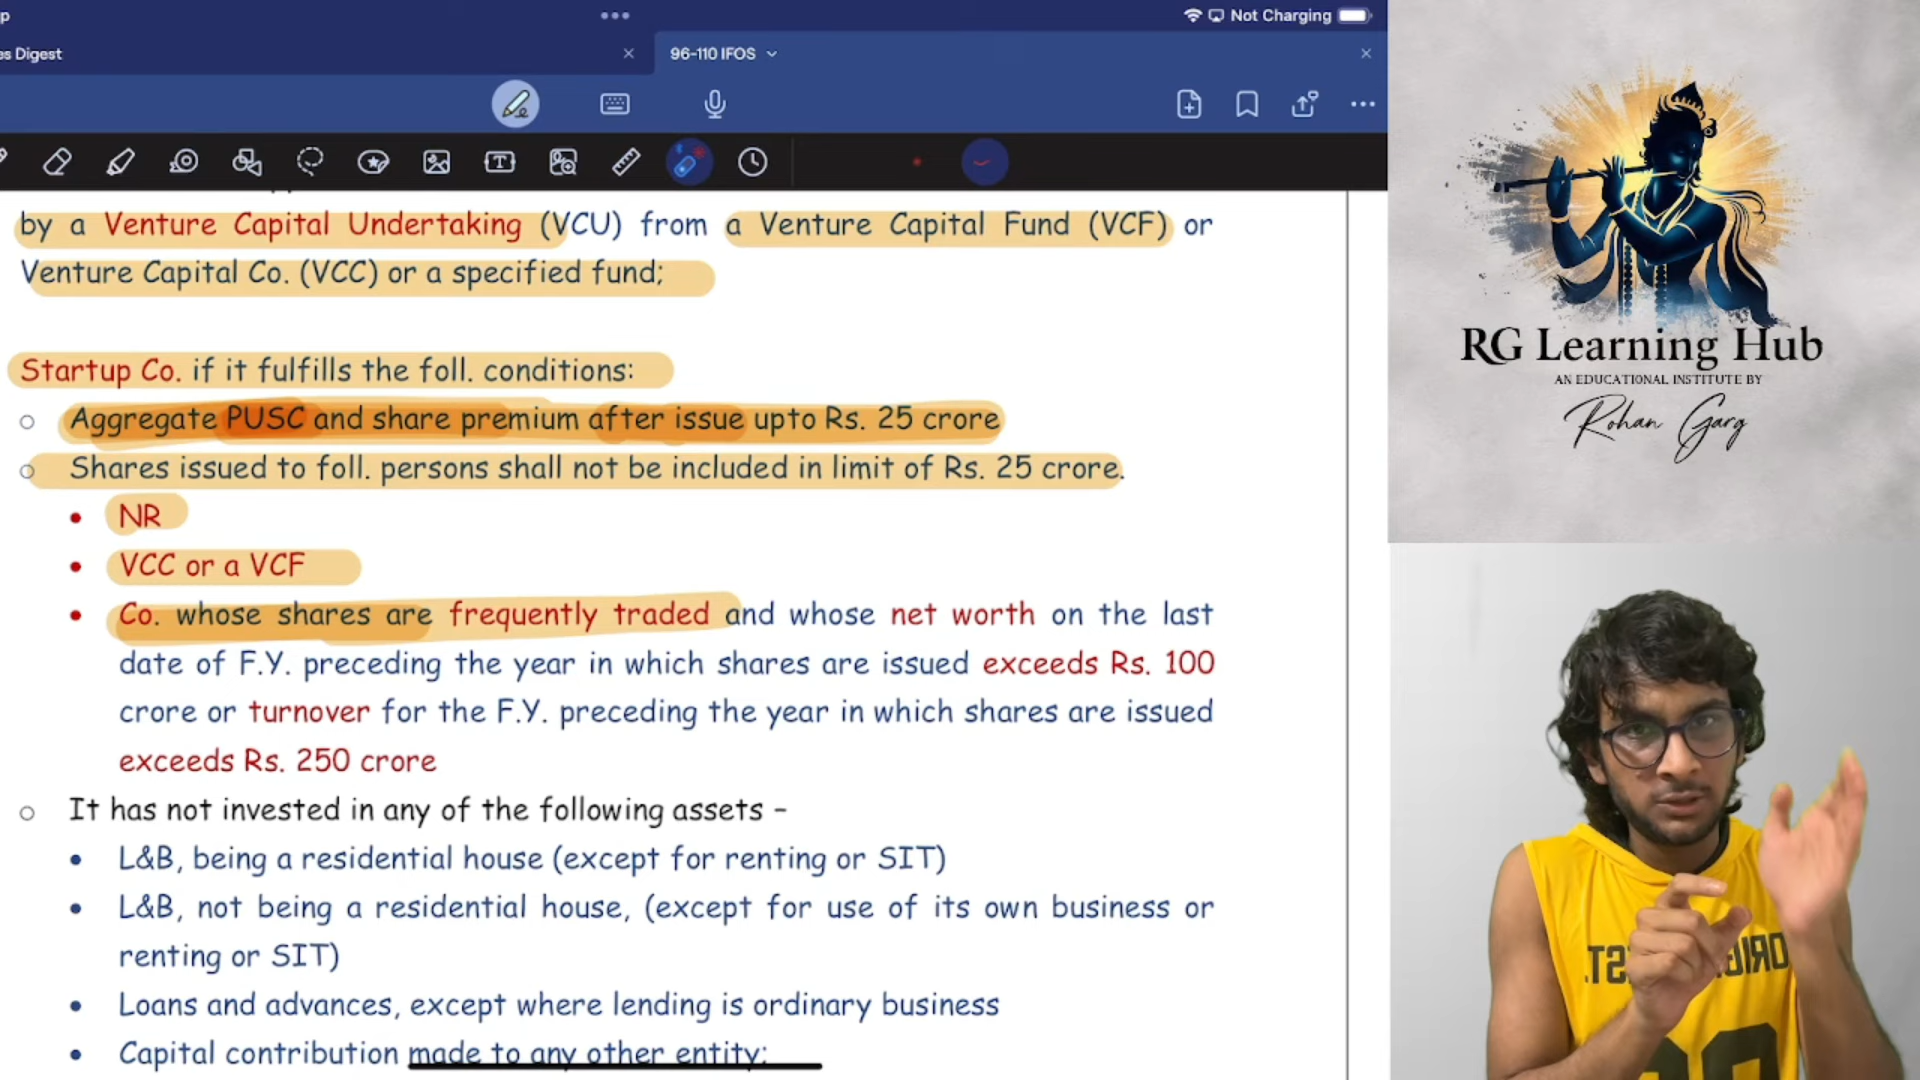 Not Charging
es Digest
96-110 IFOS
by a Venture Capital Undertaking (VCU) from a Venture Capital Fund (VCF) or
Venture Capital Co. (VCC) or a specified fund;
Startup Co. if it fulfills the foll. conditions:
Aggregate PUSC and share premium after issue upto Rs. 25 crore
Shares issued to foll. persons shall not be included in limit of Rs. 25 crore.
NR
VCC or a VCF
Co. whose shares are frequently traded and whose net worth on the last
date of F.Y. preceding the year in which shares are issued exceeds Rs. 100
crore or turnover for the F.Y. preceding the year in which shares are issued
exceeds Rs. 250 crore
It has not invested in any of the following assets –
L&B, being a residential house (except for renting or SIT)
L&B, not being a residential house, (except for use of its own business or
renting or SIT)
Loans and advances, except where lending is ordinary business
Capital contribution made to any other entity;
RG Learning Hub
AN EDUCATIONAL INSTITUTE BY
Rohan Garg